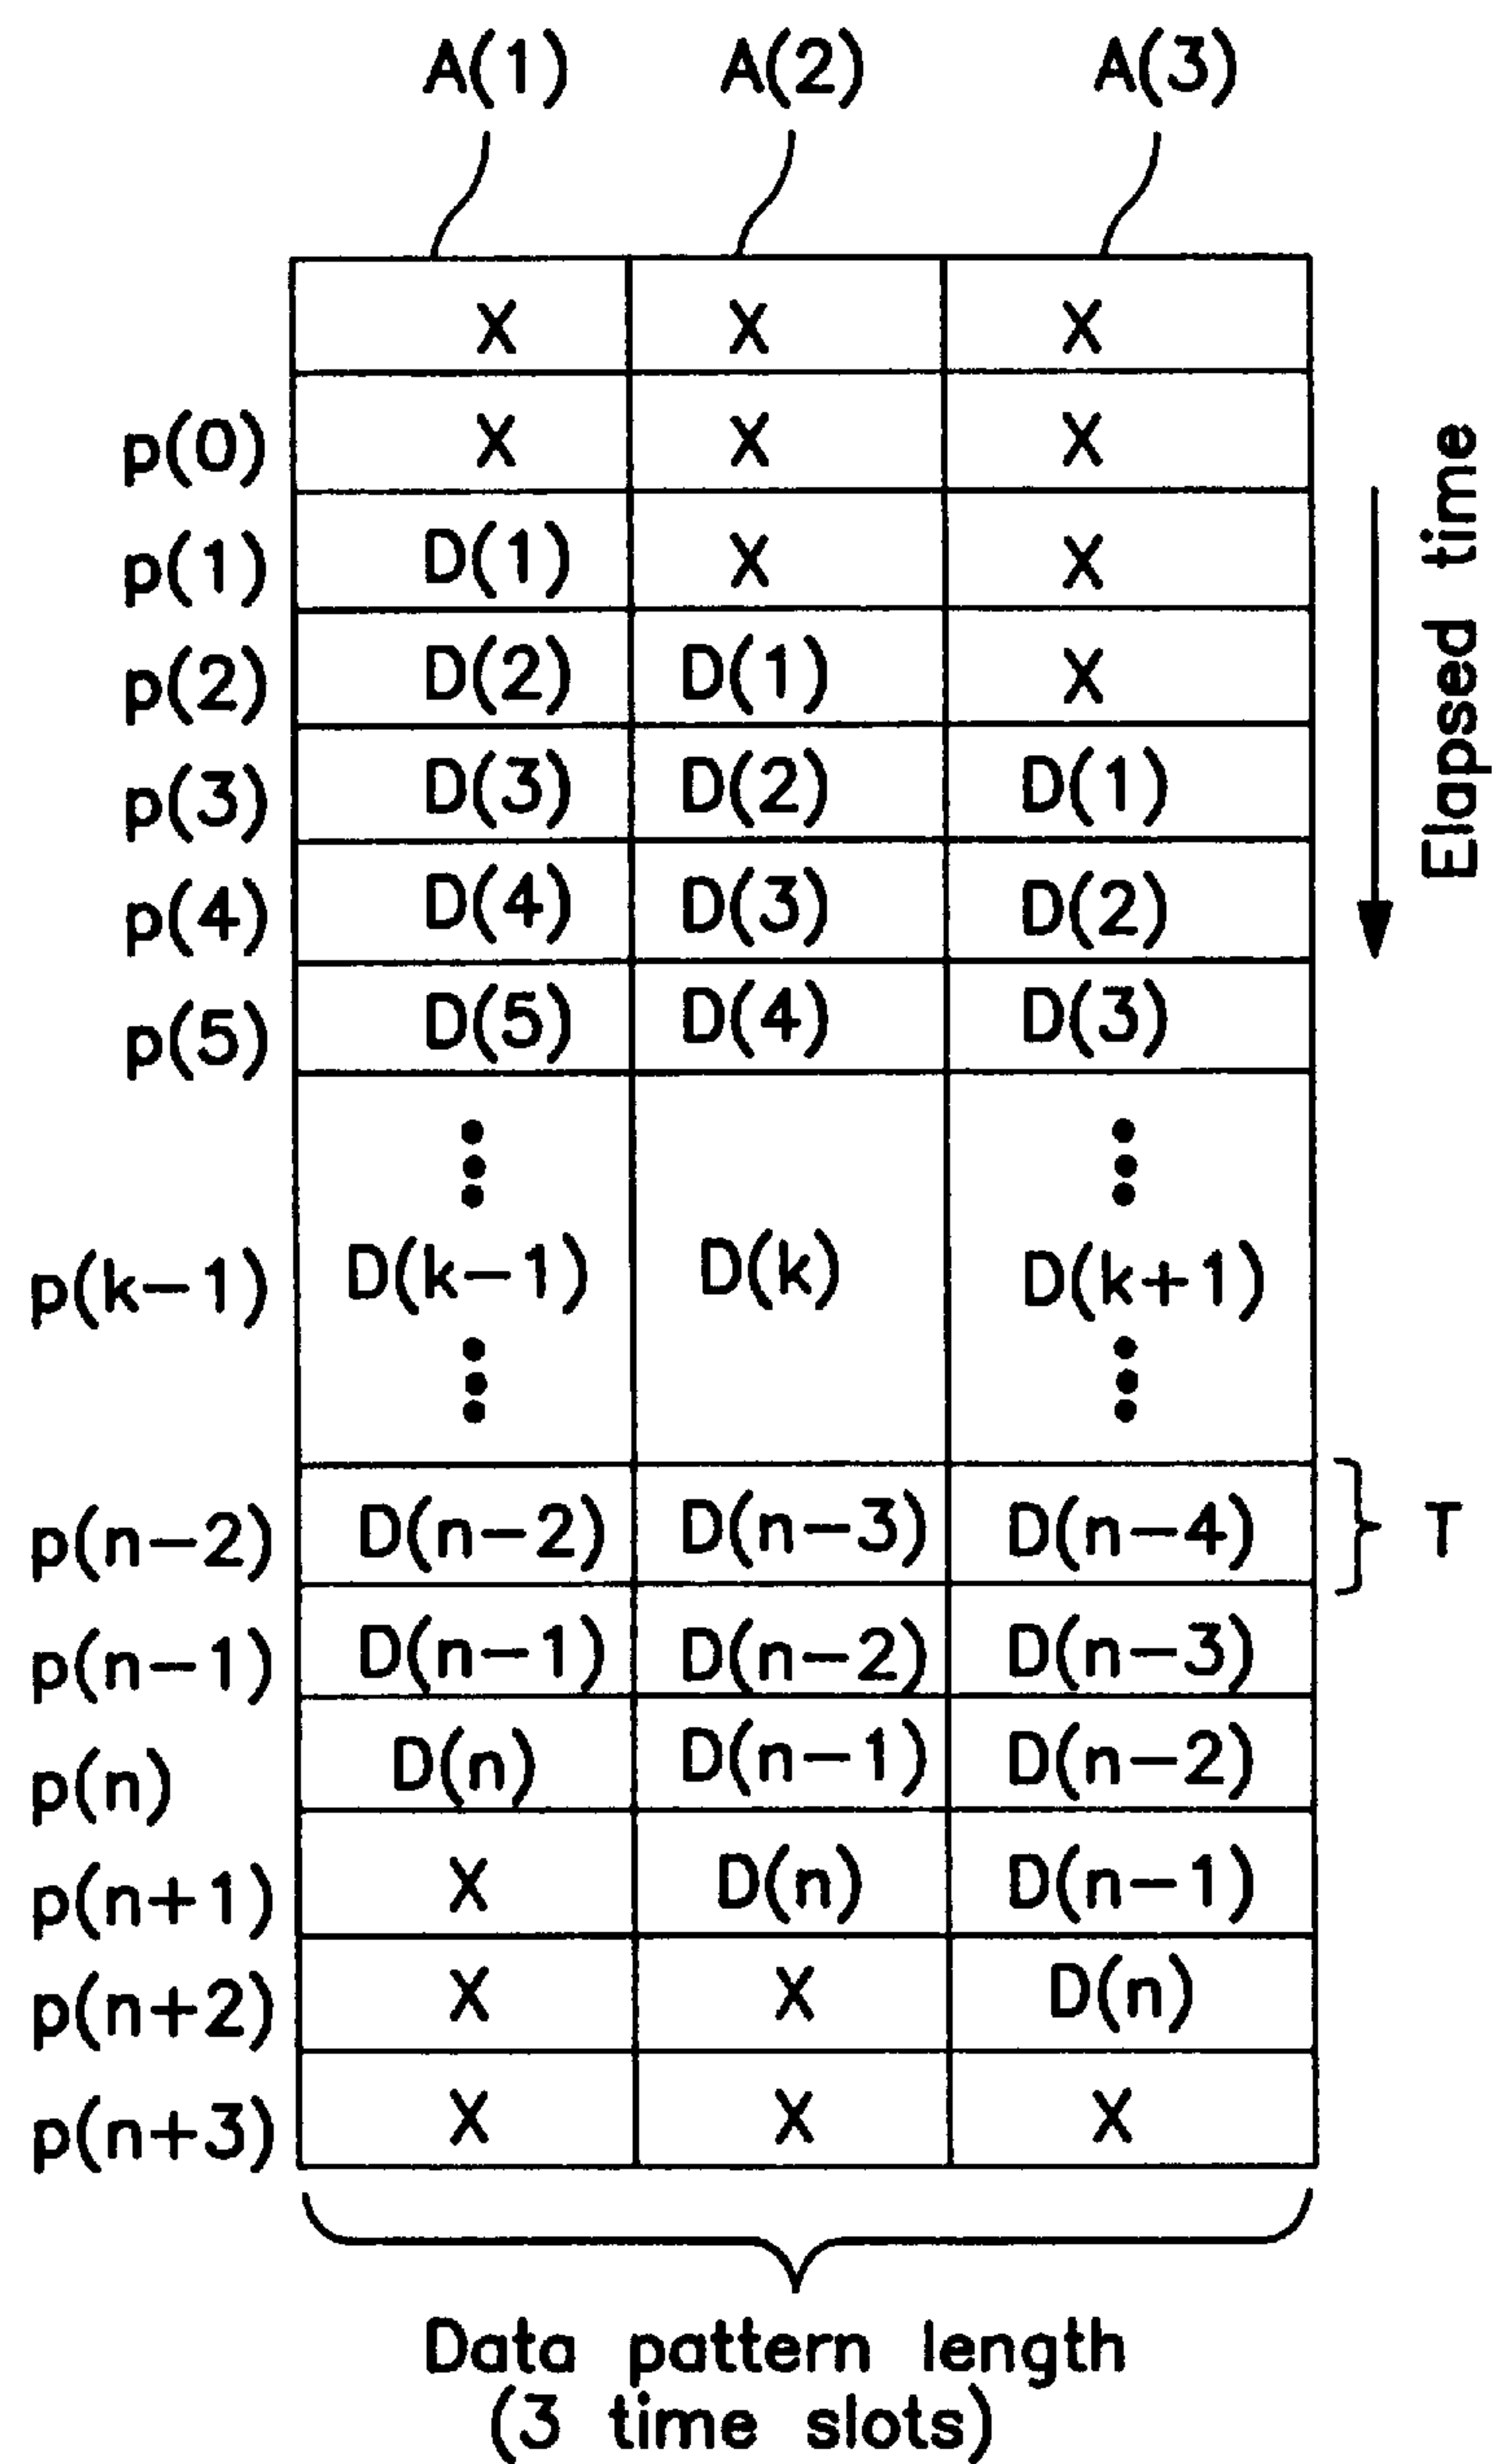 A(1) A(2) A(3)
X X X
p(0) X X X
p(1) D(1) X X
p(2) D(2) D(1) X
p(3) D(3) D(2) D(1)
p(4) D(4) D(3) D(2)
p(5) D(5) D(4) D(3)
Elapsed time
p(k-1) D(k-1) D(k) D(k+1)
p(n-2) D(n-2) D(n-3) D(n-4) T
p(n-1) D(n-1) D(n-2) D(n-3)
p(n) D(n) D(n-1) D(n-2)
p(n+1) X D(n) D(n-1)
p(n+2) X X D(n)
p(n+3) X X X
Data pattern length
(3 time slots)